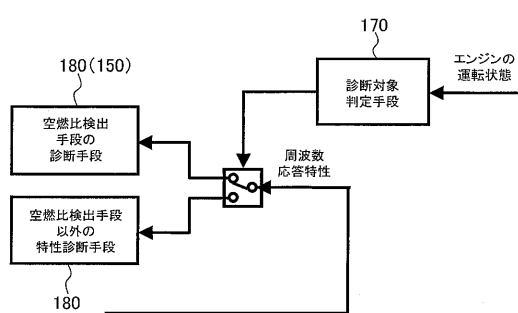 170
エンジンの
運転状態
180(150)
診断対象
判定手段
空燃比検出
手段の
診断手段
周波数
応答特性
空燃比検出手段
以外の
特性診断手段
180